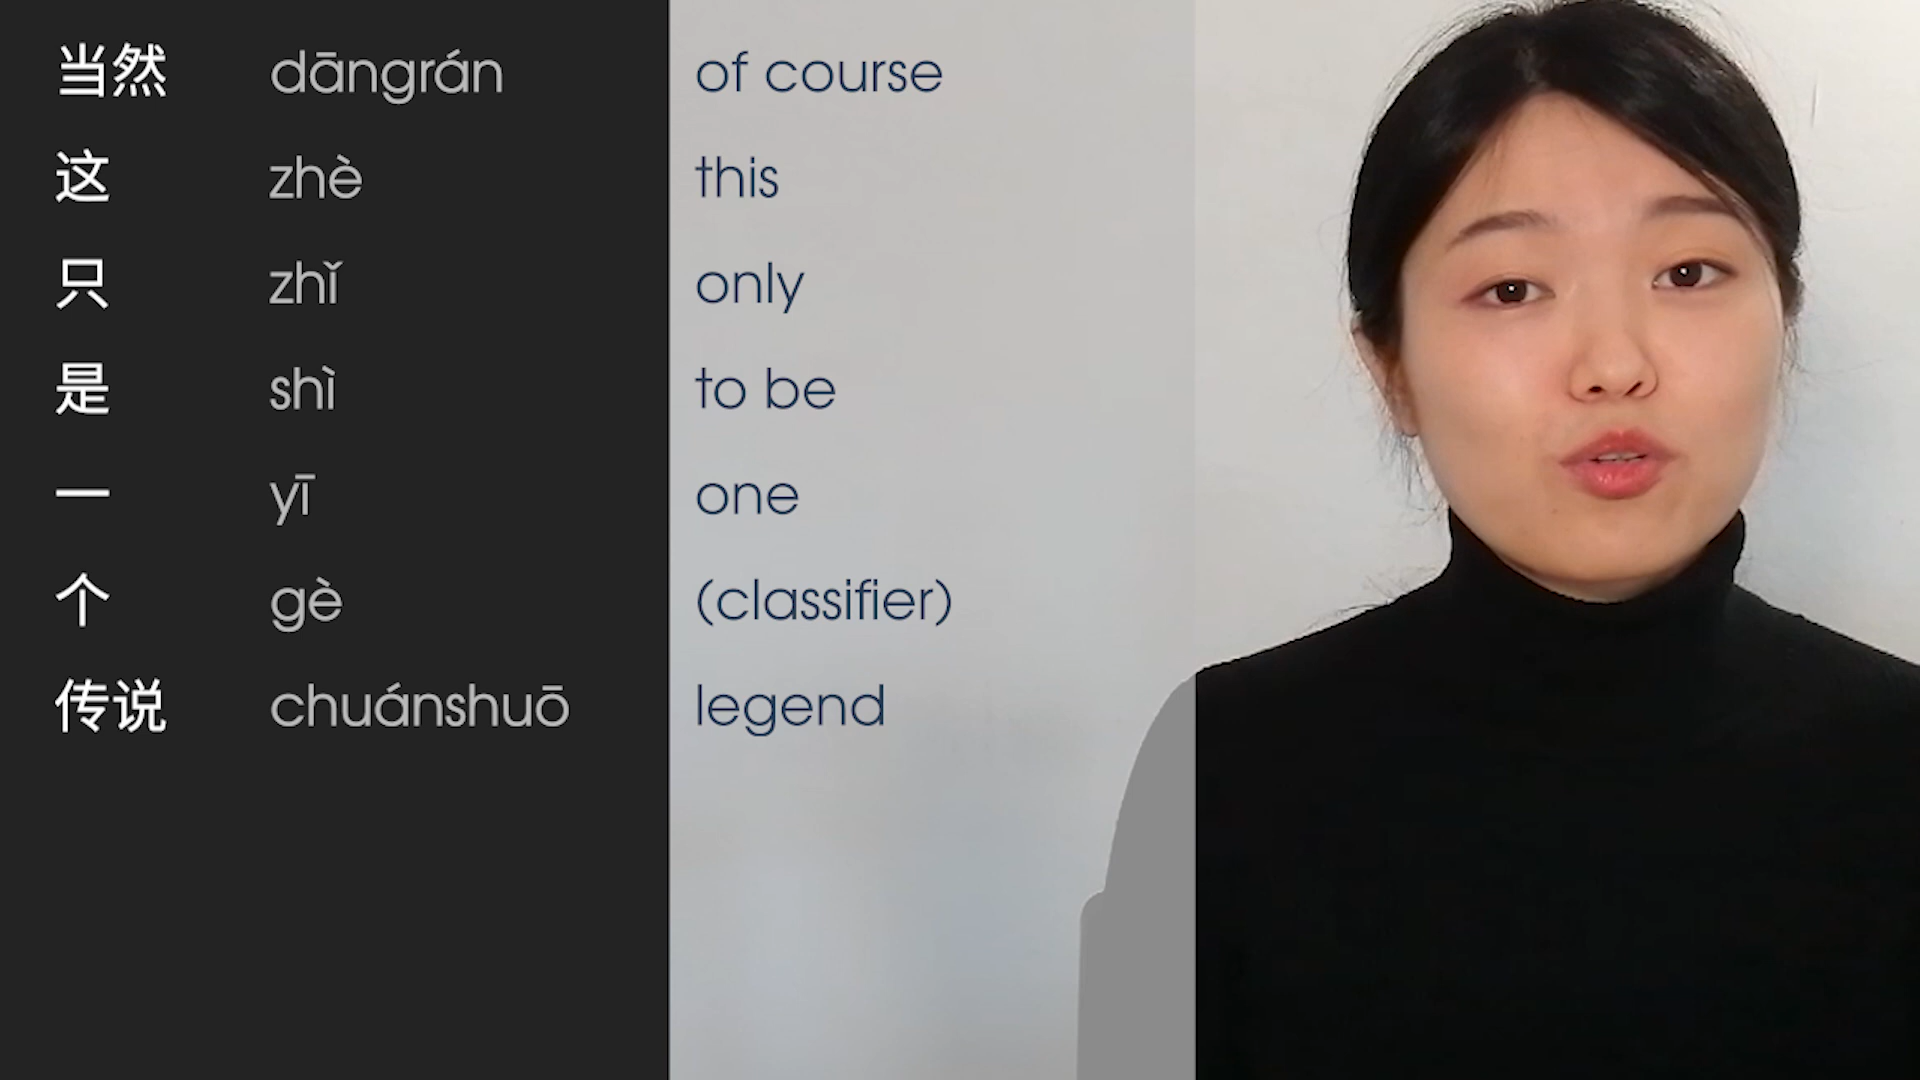 当然 dāngrán of course
这 zhè this
只 zhǐ only
是 shì to be
一 yī one
个 gè (classifier)
传说 chuánshuō legend